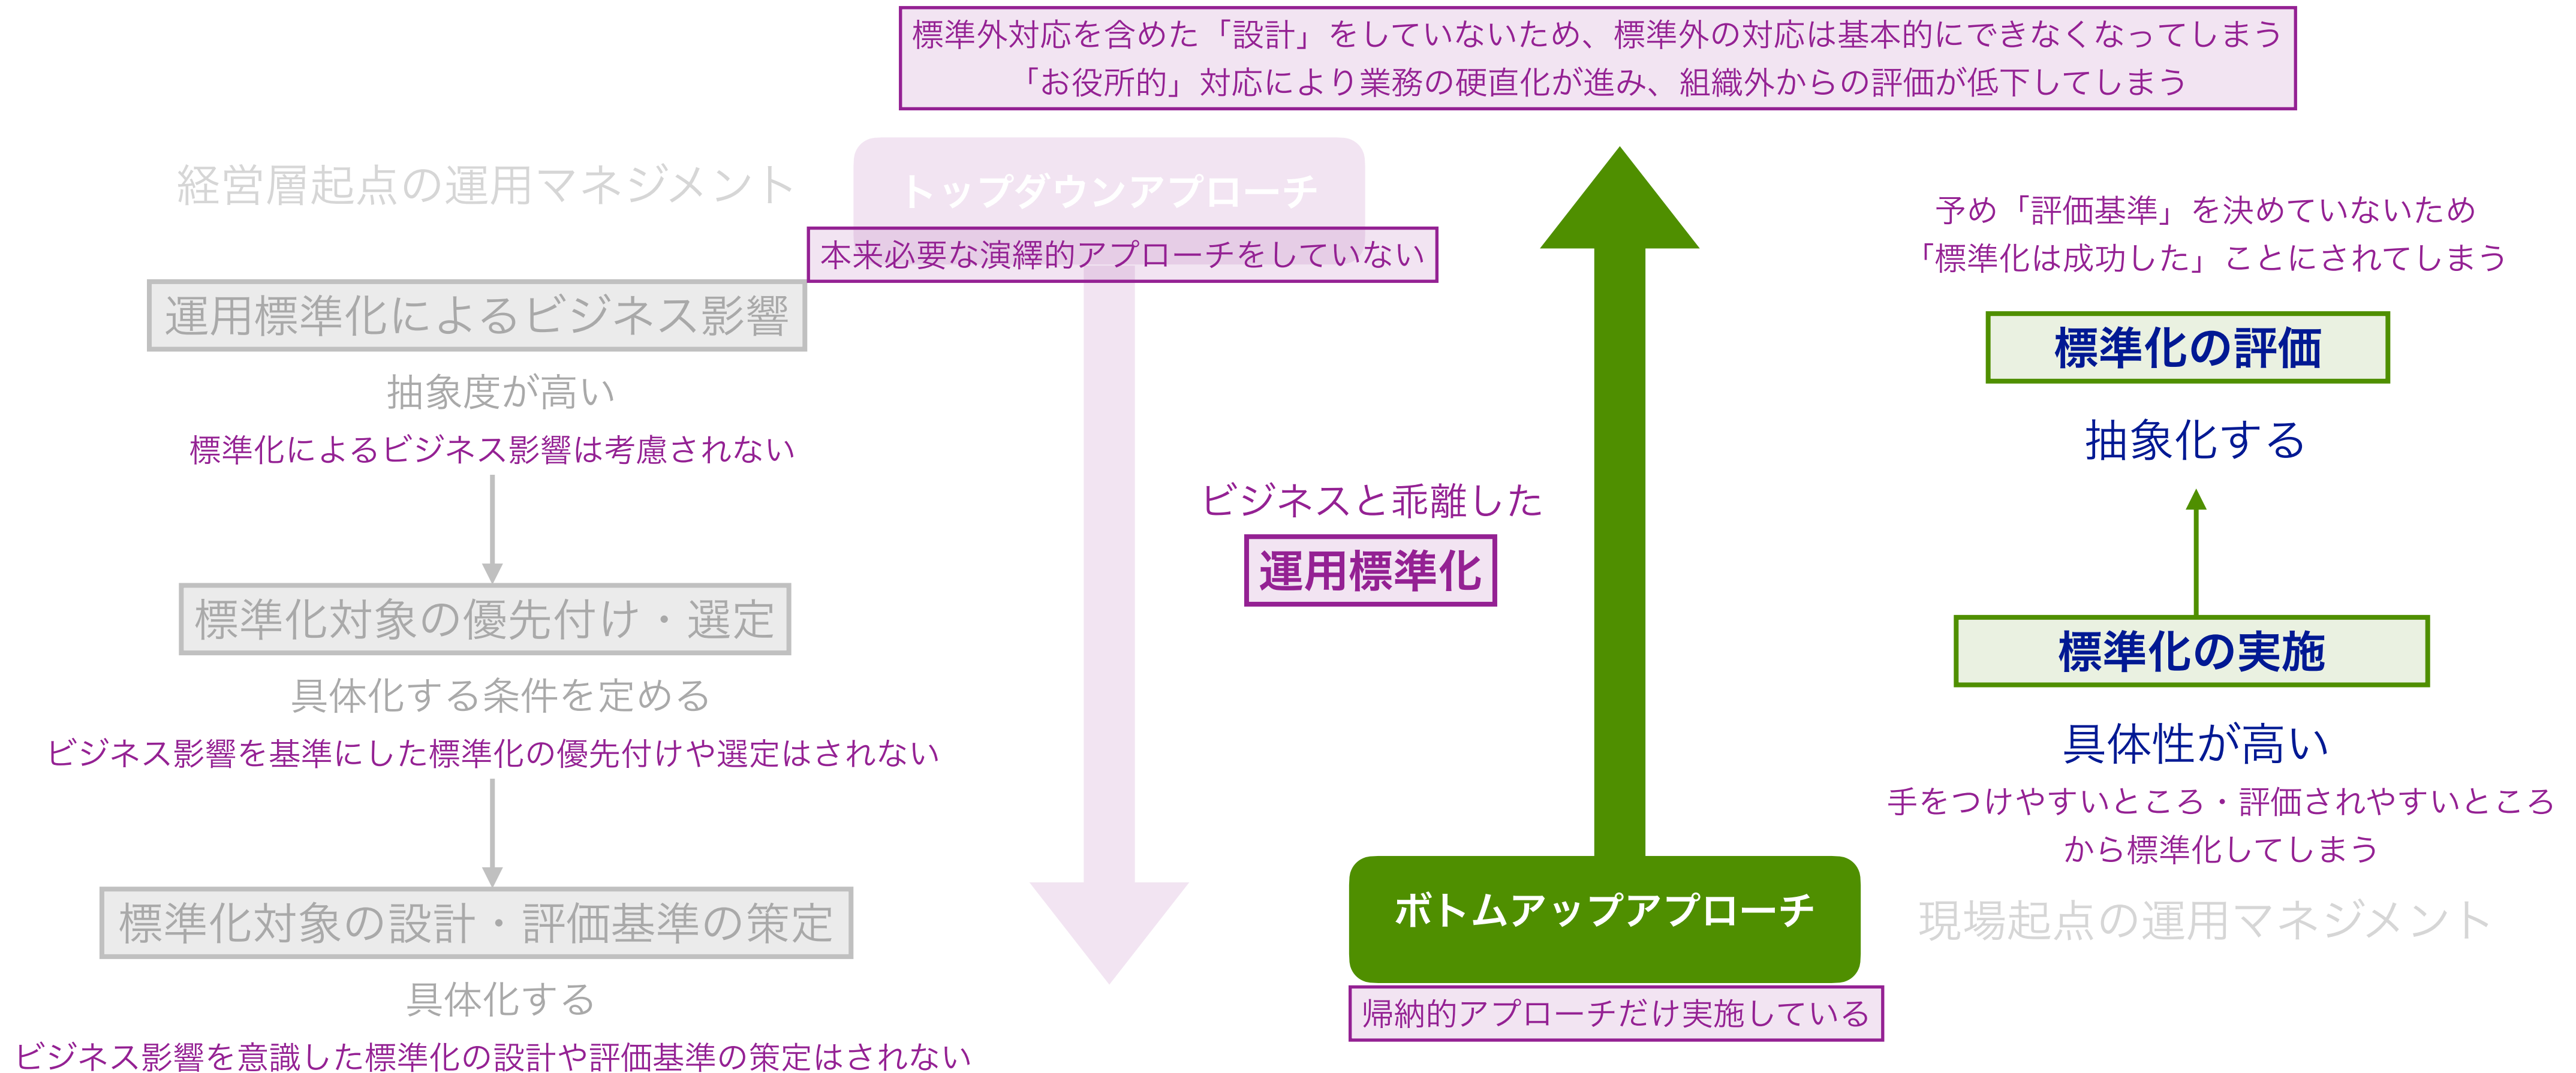 標準外対応を含めた「設計」をしていないため、標準外の対応は基本的にできなくなってしまう
「お役所的」対応により業務の硬直化が進み、組織外からの評価が低下してしまう
経営層起点の運用マネジメント
トップダウンアプローチ
本来必要な演繹的アプローチをしていない
運用標準化によるビジネス影響
抽象度が高い
標準化によるビジネス影響は考慮されない
標準化対象の優先付け・選定
具体化する条件を定める
ビジネス影響を基準にした標準化の優先付けや選定はされない
標準化対象の設計・評価基準の策定
具体化する
ビジネス影響を意識した標準化の設計や評価基準の策定はされない
ビジネスと乖離した
運用標準化
ボトムアップアプローチ
帰納的アプローチだけ実施している
予め「評価基準」を決めていないため
「標準化は成功した」ことにされてしまう
標準化の評価
抽象化する
標準化の実施
具体性が高い
手をつけやすいところ・評価されやすいところ
から標準化してしまう
現場起点の運用マネジメント